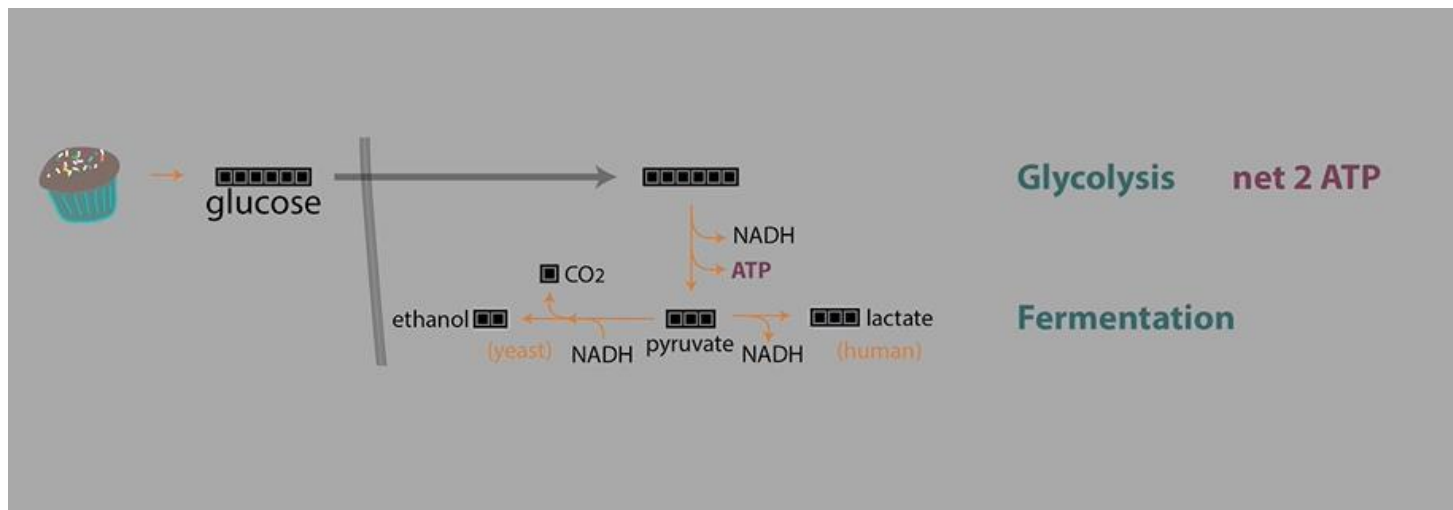 glucose
Glycolysis net 2 ATP
NADH
ATP
CO2
ethanol
(yeast)
NADH
pyruvate
NADH
lactate
(human)
Fermentation